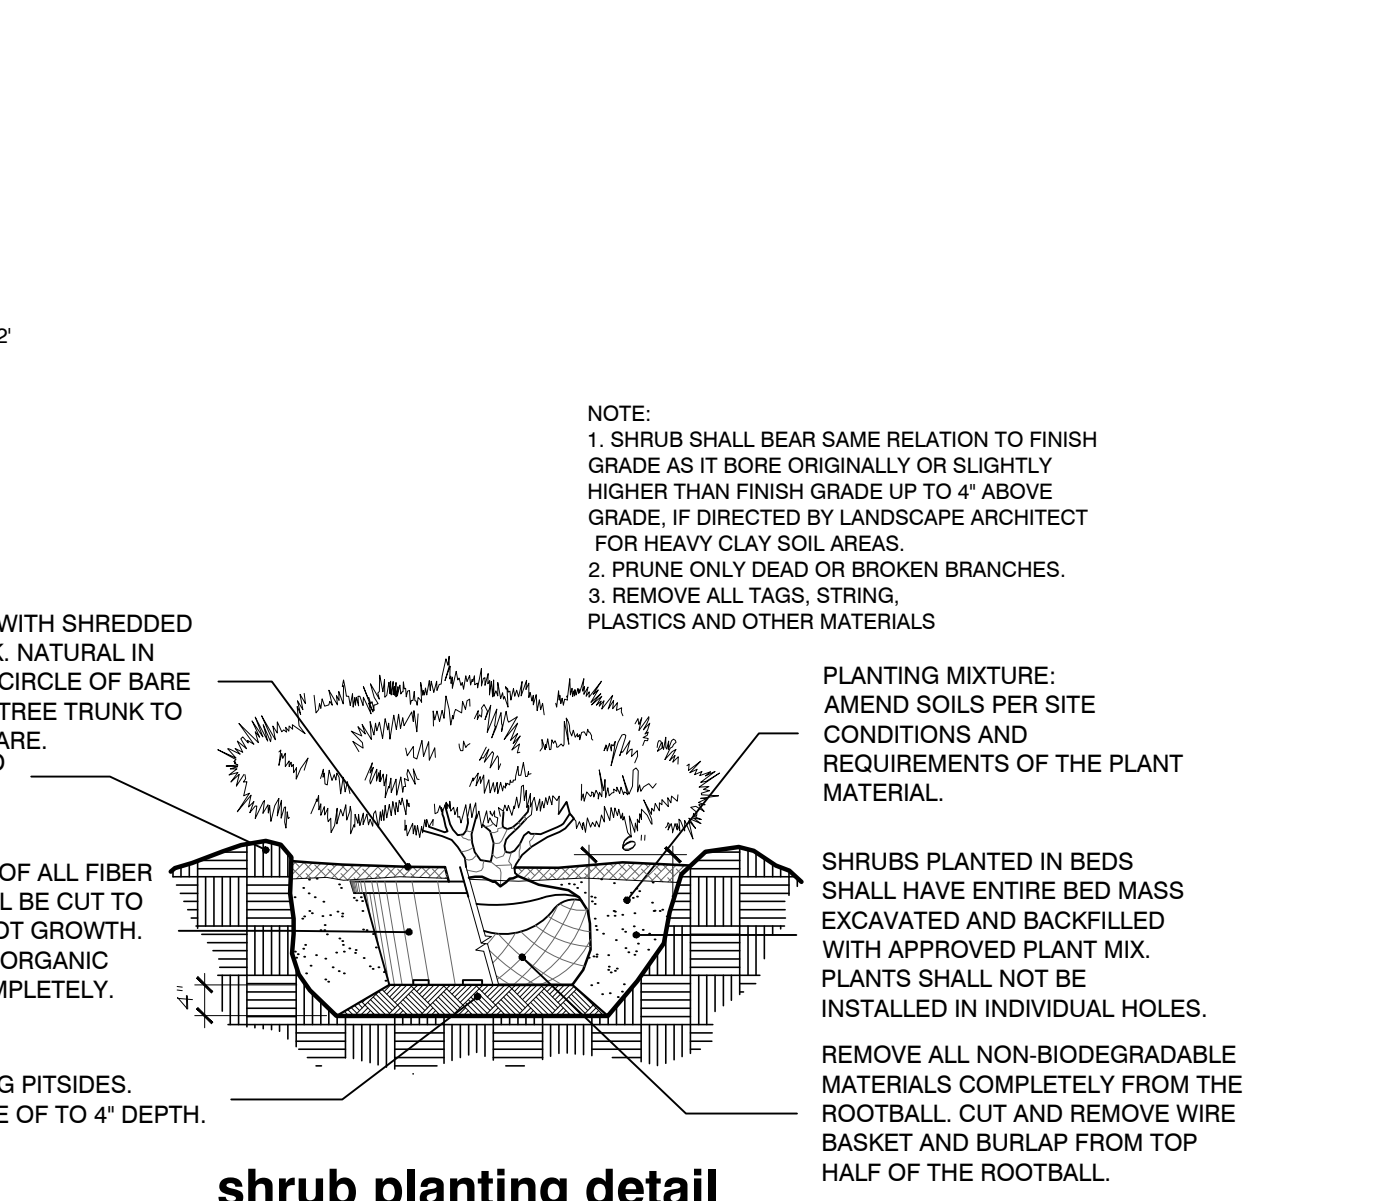 2'
NOTE:
1. SHRUB SHALL BEAR SAME RELATION TO FINISH
GRADE AS IT BORE ORIGINALLY OR SLIGHTLY
HIGHER THAN FINISH GRADE UP TO 4" ABOVE
GRADE, IF DIRECTED BY LANDSCAPE ARCHITECT
FOR HEAVY CLAY SOIL AREAS.
2. PRUNE ONLY DEAD OR BROKEN BRANCHES.
3. REMOVE ALL TAGS, STRING,
PLASTICS AND OTHER MATERIALS
WITH SHREDDED
. NATURAL IN
CIRCLE OF BARE
TREE TRUNK TO
ARE.
OF ALL FIBER
L BE CUT TO
OT GROWTH.
ORGANIC
MPLETELY.
G PITSIDES.
E OF TO 4" DEPTH.
6"
4"
PLANTING MIXTURE:
AMEND SOILS PER SITE
CONDITIONS AND
REQUIREMENTS OF THE PLANT
MATERIAL.
SHRUBS PLANTED IN BEDS
SHALL HAVE ENTIRE BED MASS
EXCAVATED AND BACKFILLED
WITH APPROVED PLANT MIX.
PLANTS SHALL NOT BE
INSTALLED IN INDIVIDUAL HOLES.
REMOVE ALL NON-BIODEGRADABLE
MATERIALS COMPLETELY FROM THE
ROOTBALL. CUT AND REMOVE WIRE
BASKET AND BURLAP FROM TOP
HALF OF THE ROOTBALL.
shrub planting detail